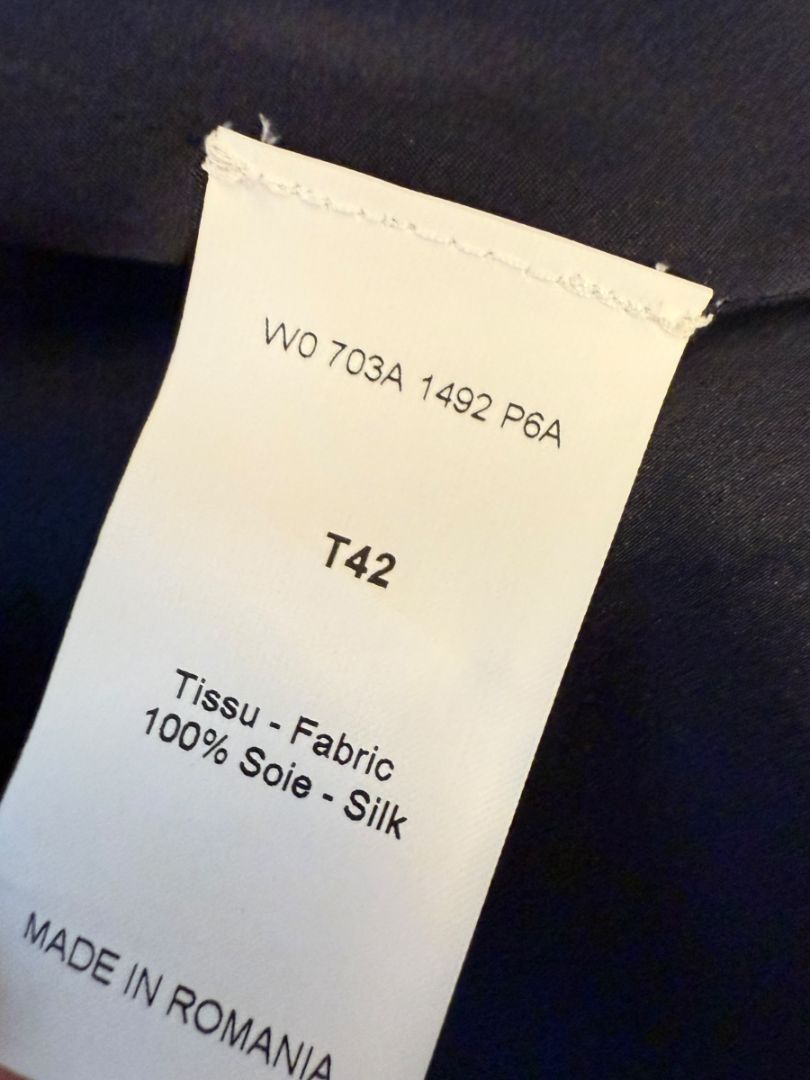 W0 703A 1492 P6A
T42
Tissu - Fabric
100% Soie - Silk
MADE IN ROMANIA